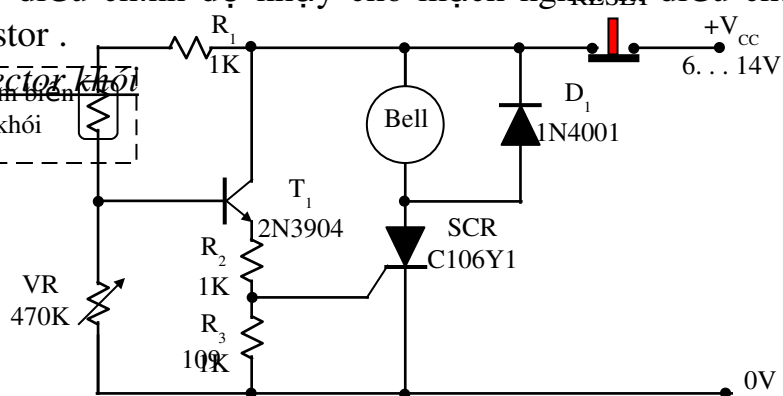 stor .
ector khói
khói
R1
1K
RESET
+VCC
6. . . 14V
D1
1N4001
Bell
T1
2N3904
SCR
C106Y1
R2
1K
VR
470K
R3
1K
109
0V